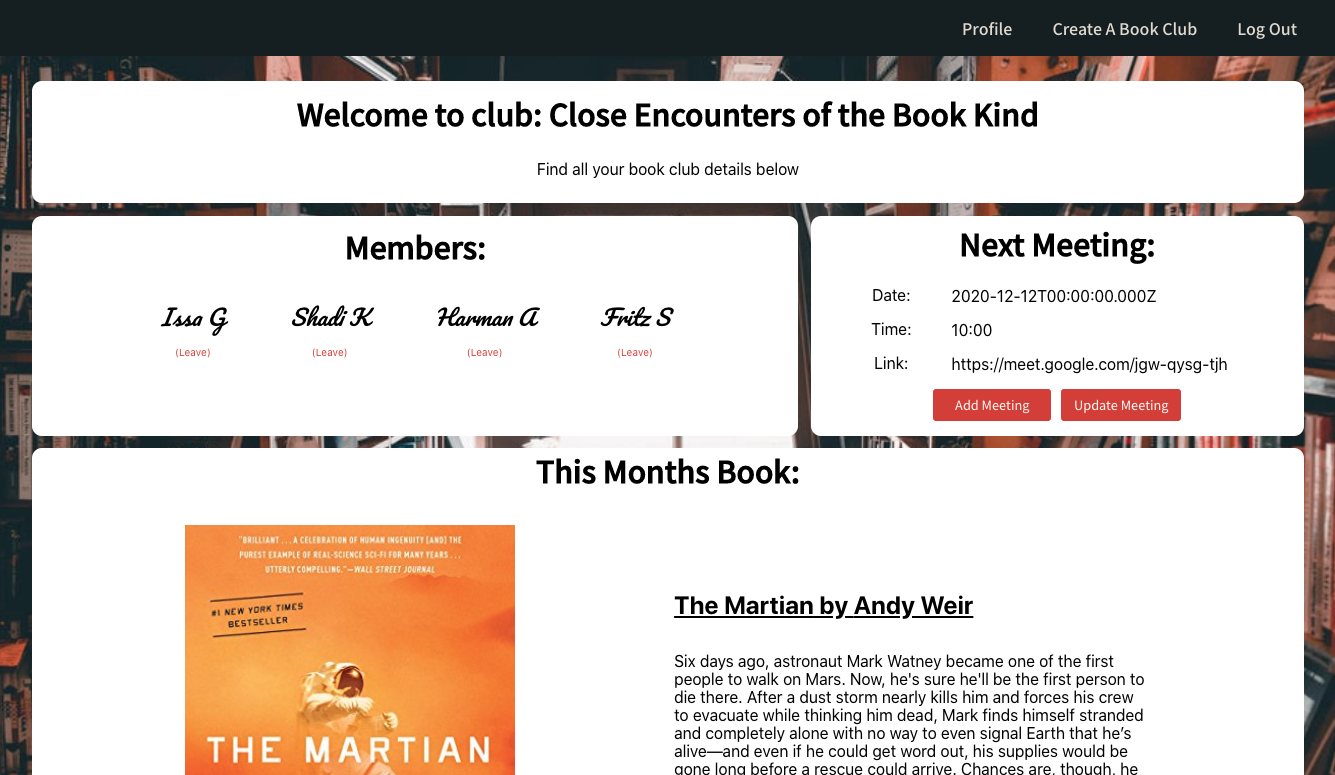 Profile Create A Book Club Log Out
Welcome to club: Close Encounters of the Book Kind
Find all your book club details below
Members:
Issa G Shadi K Harman A Fritz S
(Leave) (Leave) (Leave) (Leave)
Next Meeting:
Date: 2020-12-12T00:00:00.000Z
Time: 10:00
Link: https://meet.google.com/jgw-qysg-tjh
Add Meeting Update Meeting
This Months Book:
"BRILLIANT . . . A CELEBRATION OF HUMAN INGENUITY [AND] THE
PUREST EXAMPLE OF REAL-SCIENCE SCI-FI FOR MANY YEARS . . .
UTTERLY COMPELLING."—WALL STREET JOURNAL
#1 NEW YORK TIMES
BESTSELLER
THE MARTIAN
The Martian by Andy Weir
Six days ago, astronaut Mark Watney became one of the first
people to walk on Mars. Now, he's sure he'll be the first person to
die there. After a dust storm nearly kills him and forces his crew
to evacuate while thinking him dead, Mark finds himself stranded
and completely alone with no way to even signal Earth that he’s
alive—and even if he could get word out, his supplies would be
gone long before a rescue could arrive. Chances are, though, he